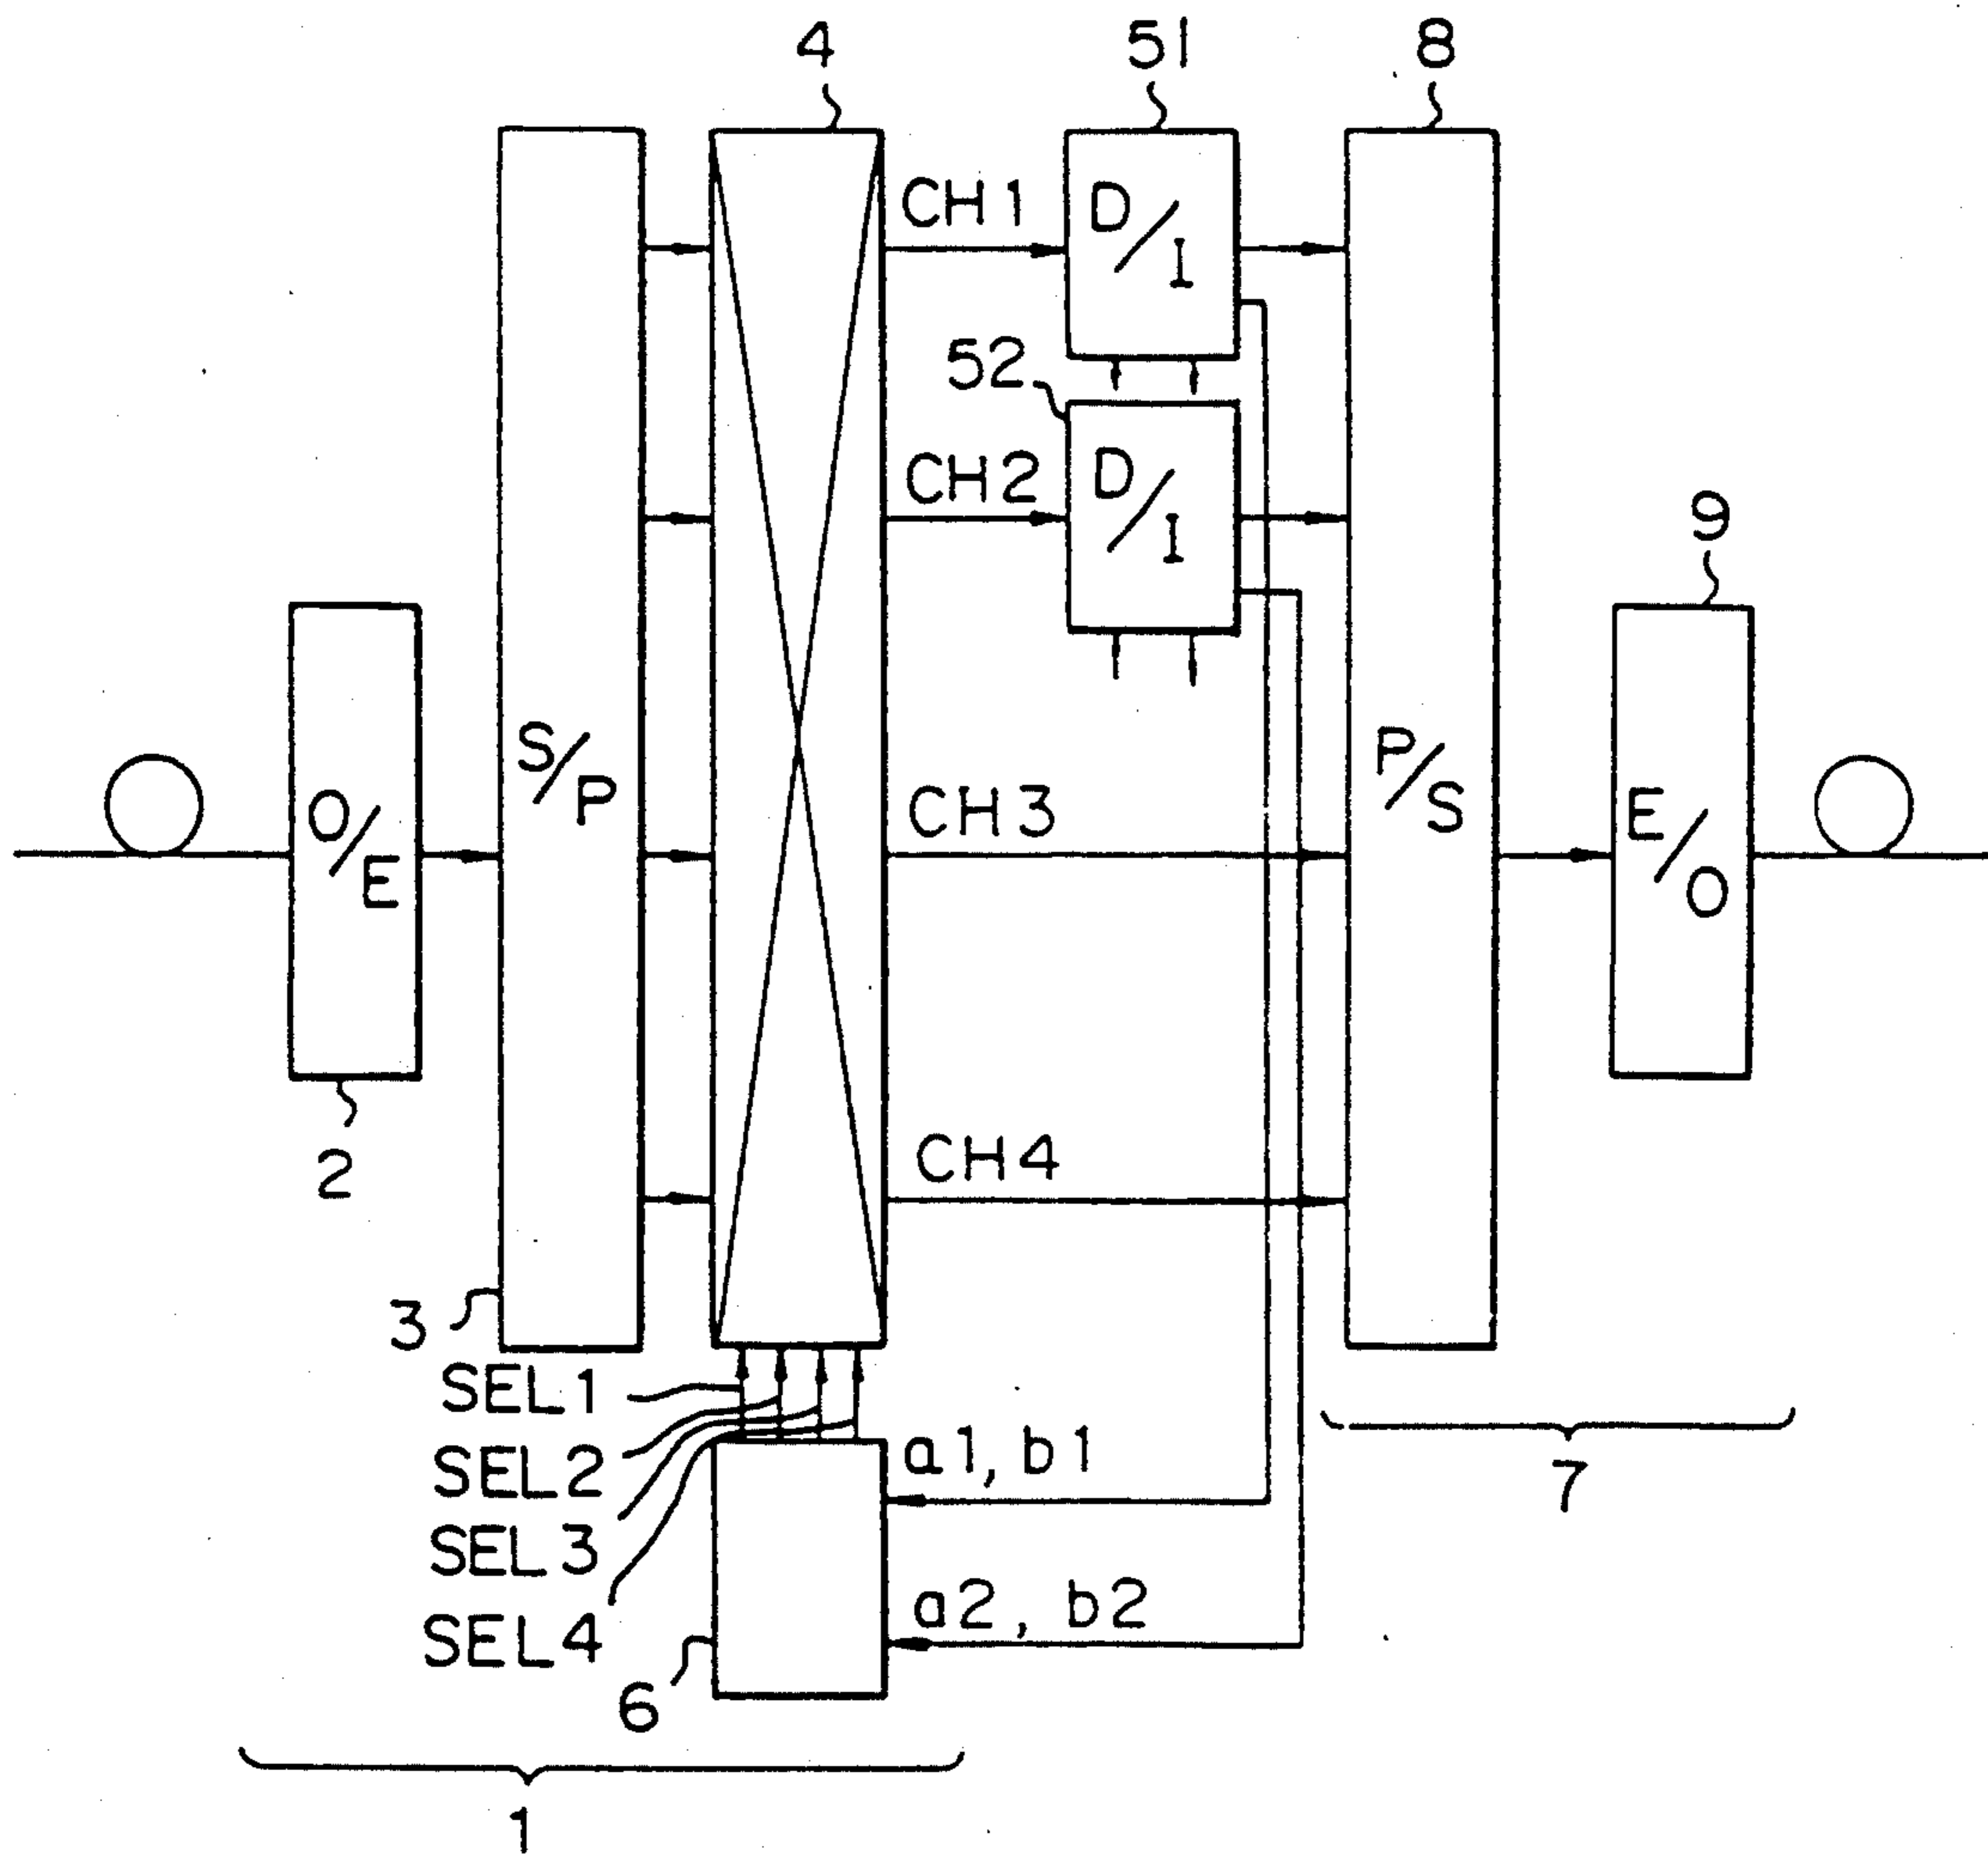 4
51
8
CH1
D/I
52
CH2
D/I
9
S/P
P/S
O/E
CH3
E/O
2
CH4
3
SEL1
SEL2
SEL3
SEL4
a1, b1
7
a2, b2
6
1